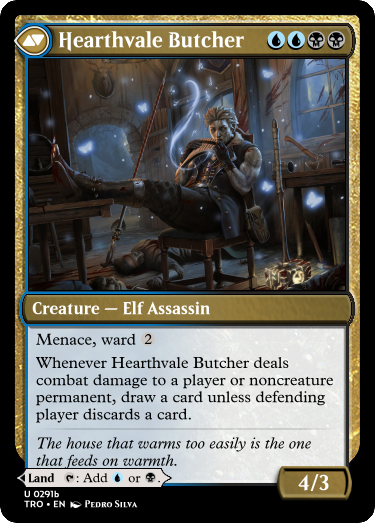 Hearthvale Butcher
Creature — Elf Assassin
Menace, ward 2
Whenever Hearthvale Butcher deals
combat damage to a player or noncreature
permanent, draw a card unless defending
player discards a card.
The house that warms too easily is the one
that feeds on warmth.
Land : Add or .
4/3
U 0291b
TRO • EN Pedro Silva